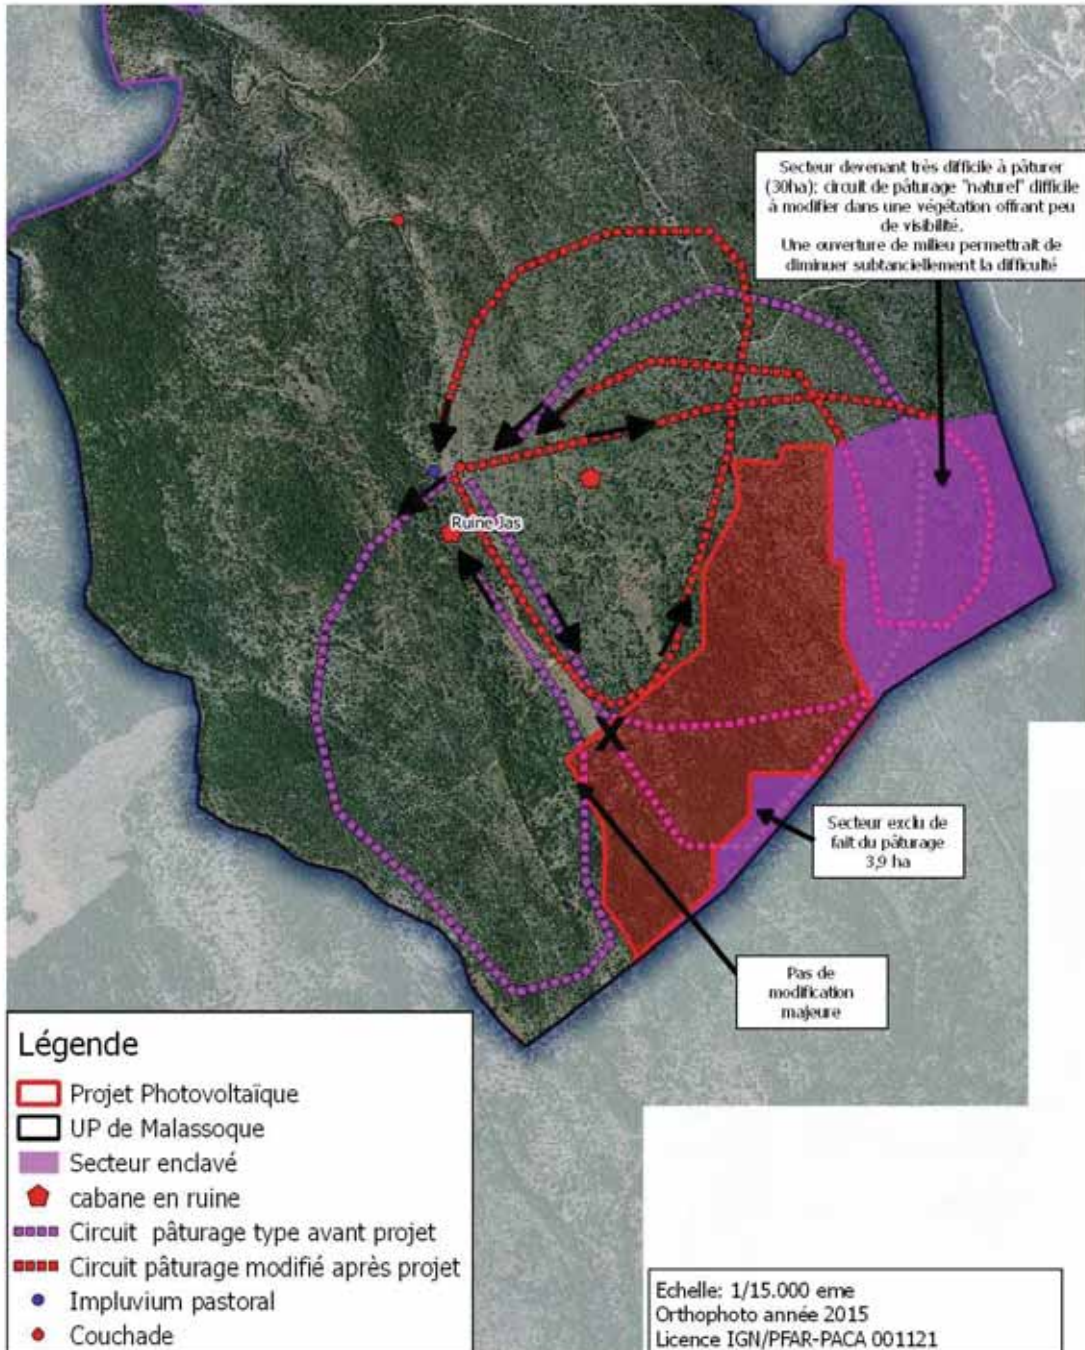 Secteur devenant très difficile à pâturer
(30ha); circuit de pâturage "naturel" difficile
à modifier dans une végétation offrant peu
de visibilité.
Une ouverture de milieu permettrait de
diminuer subtanciellement la difficulté
Ruine Jas
X
Secteur exclu de
fait du pâturage
3,9 ha
Pas de
modification
majeure
Légende
Projet Photovoltaïque
UP de Malassoque
Secteur enclavé
cabane en ruine
Circuit pâturage type avant projet
Circuit pâturage modifié après projet
Impluvium pastoral
Couchade
Echelle: 1/15.000 eme
Orthophoto année 2015
Licence IGN/PFAR-PACA 001121